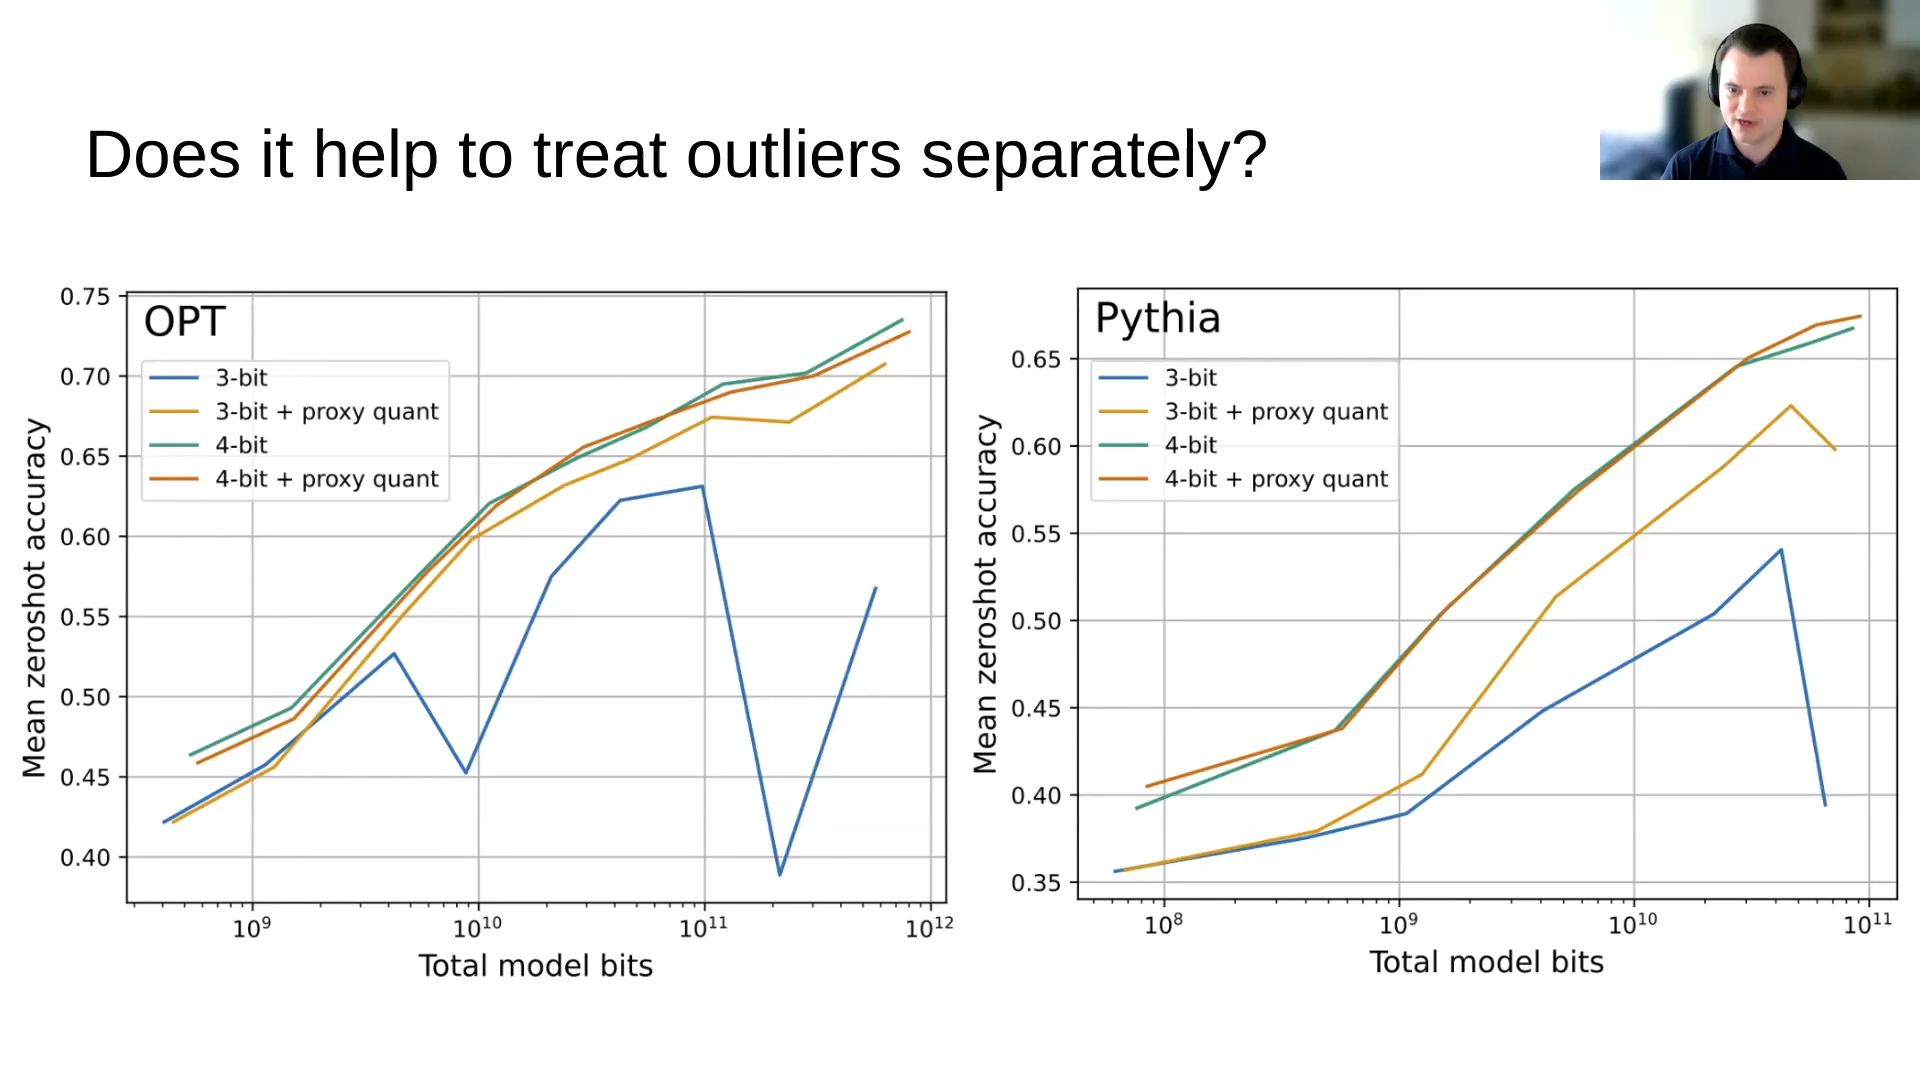 Does it help to treat outliers separately?
OPT
3-bit
3-bit + proxy quant
4-bit
4-bit + proxy quant
Mean zeroshot accuracy
0.75
0.70
0.65
0.60
0.55
0.50
0.45
0.40
10⁹ 10¹⁰ 10¹¹ 10¹²
Total model bits
Pythia
3-bit
3-bit + proxy quant
4-bit
4-bit + proxy quant
Mean zeroshot accuracy
0.65
0.60
0.55
0.50
0.45
0.40
0.35
10⁸ 10⁹ 10¹⁰ 10¹¹
Total model bits